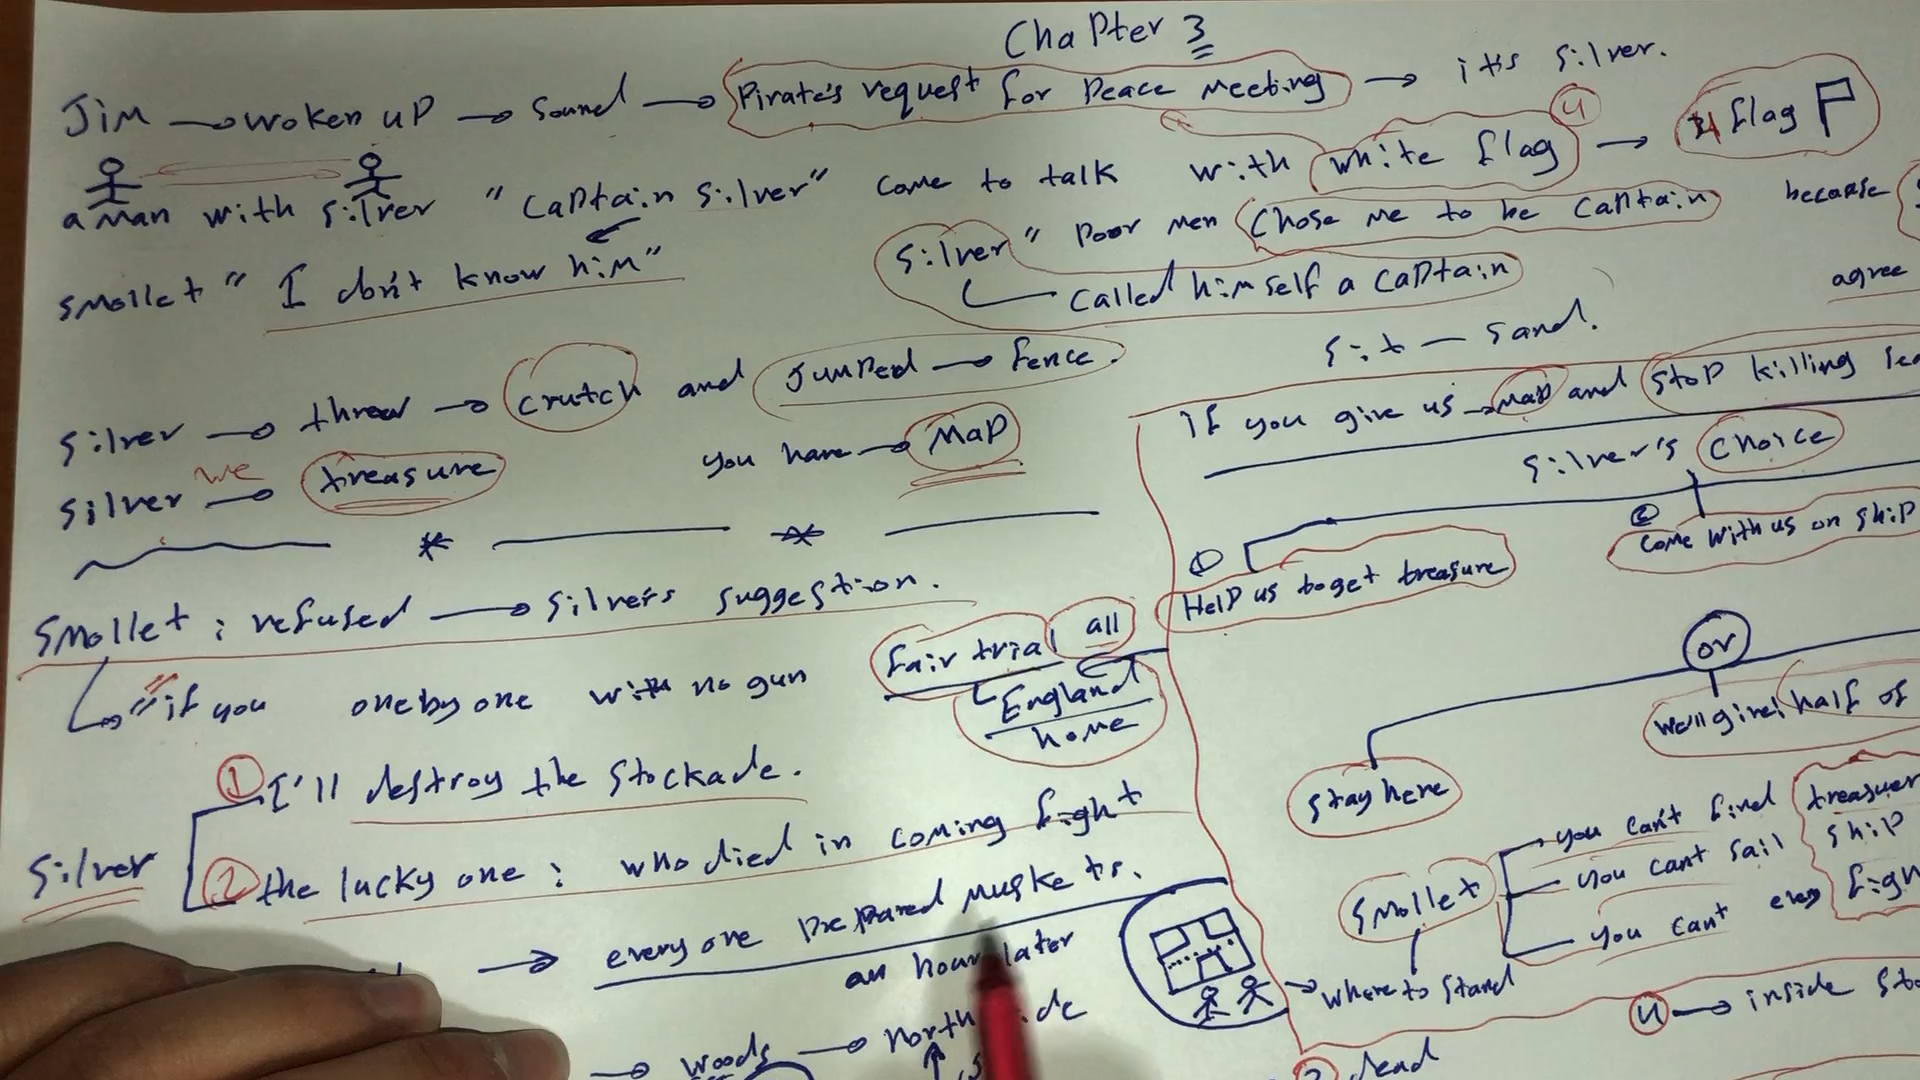 Chapter 3
Jim → woken up → sound → Pirate's request for Peace Meeting → it's silver.
a man with silver "captain silver" come to talk with white flag → flag
4
smollet "I don't know him"
silver " Poor men chose me to be captain because
called himself a captain
agree
silver → threw → crutch and Jumped → fence.
sit — sand.
silver we → treasure you have → Map
If you give us → map and stop killing
silver's choice
① Help us to get treasure
② come with us on ship
smollet : refused → silver's suggestion.
"if you one by one with no gun fair trial all
England
home
or
stay here
we'll give half of
silver
① I'll destroy the stockade.
② the lucky one : who died in coming fight
→ every one prepared muskets.
an hour later
→ woods → north
smollet
you can't find treasure
you can't sail ship
you can't even
→ where to stand
4 → inside
2 dead